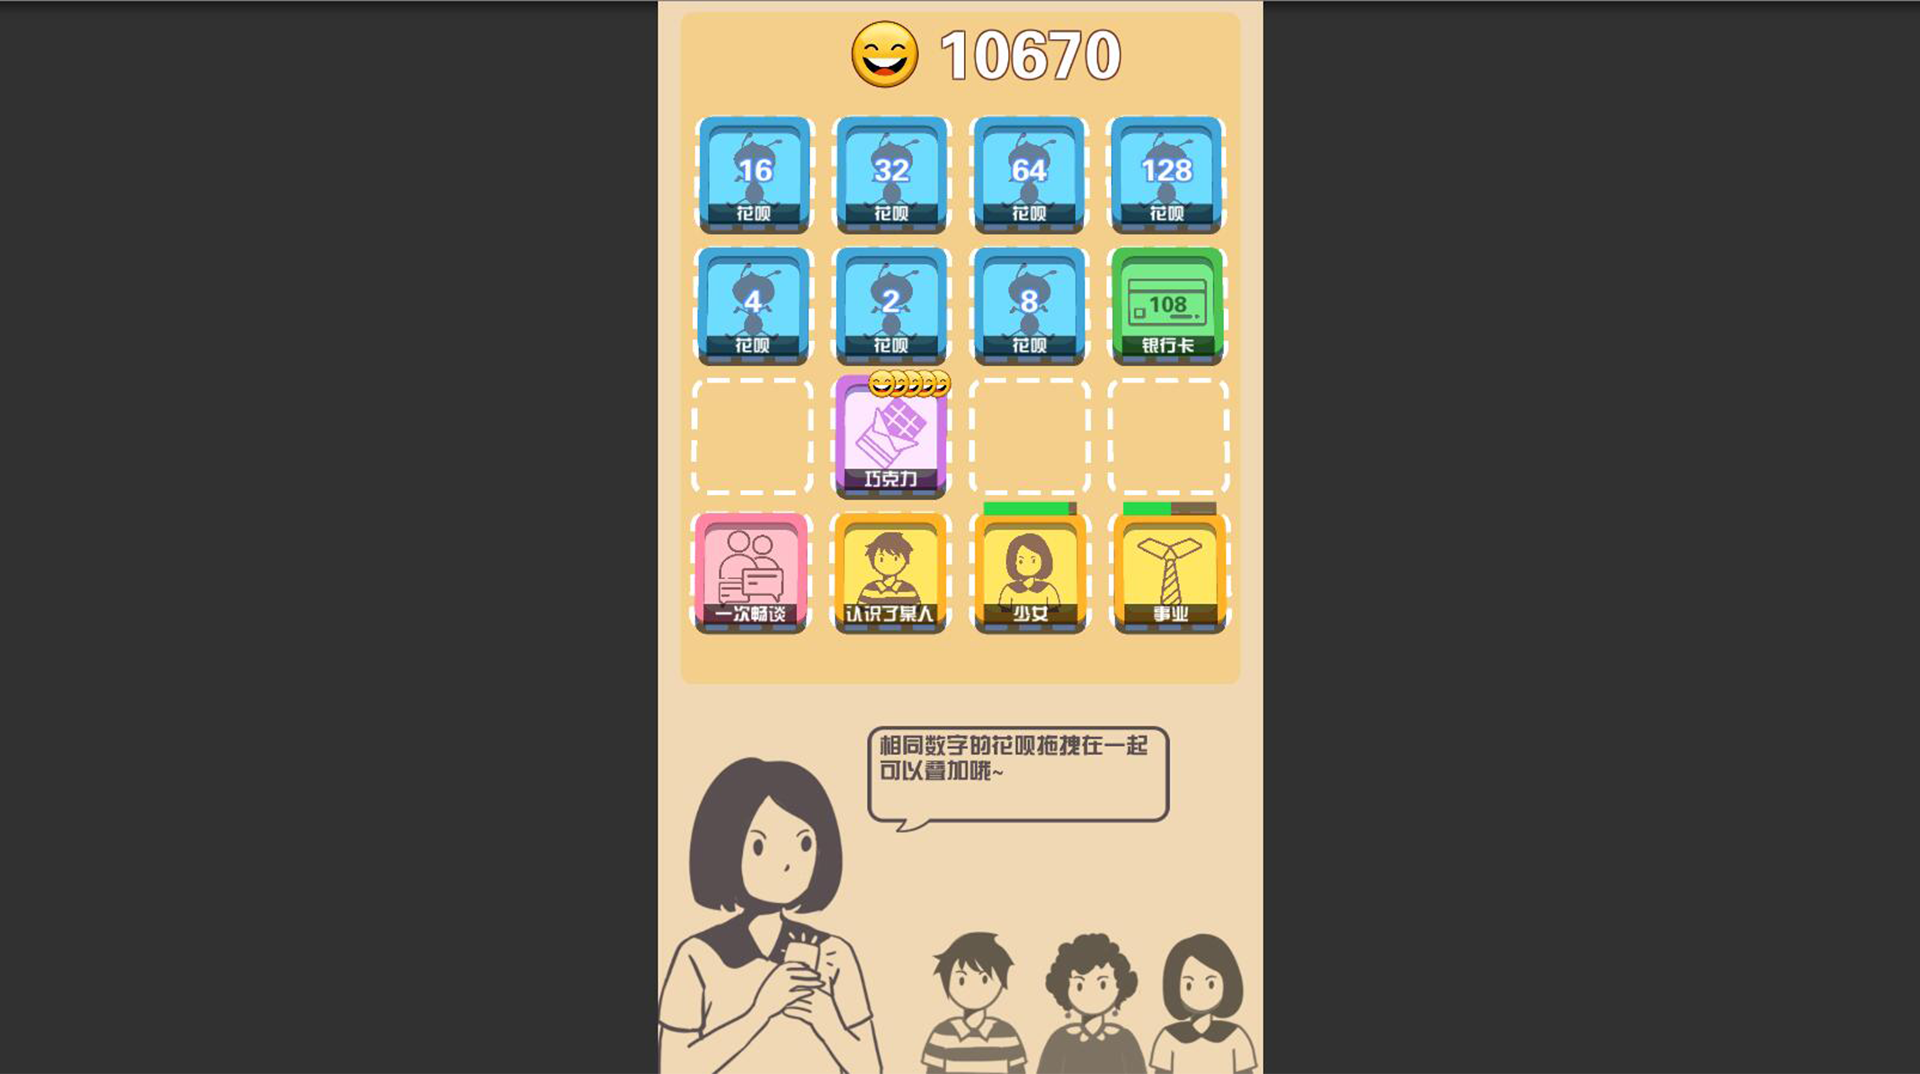 10670
16
花呗
32
花呗
64
花呗
128
花呗
4
花呗
2
花呗
8
花呗
108
银行卡
巧克力
一次畅谈
认识了某人
少女
事业
相同数字的花呗拖拽在一起
可以叠加哦~